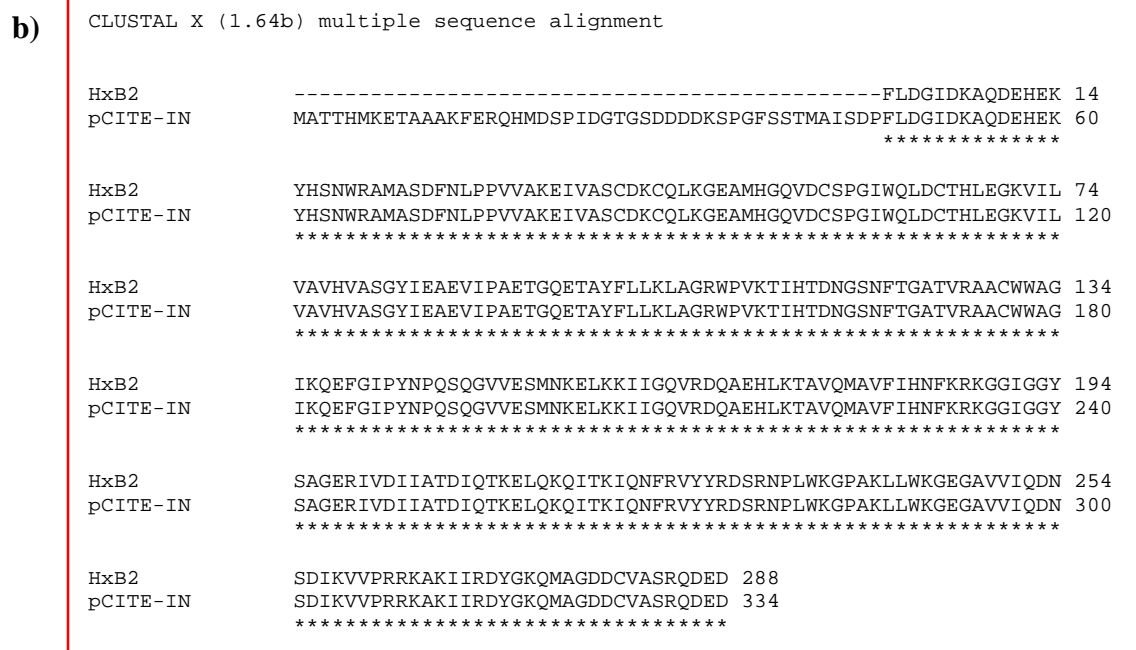 b)
CLUSTAL X (1.64b) multiple sequence alignment
HxB2 ----------------------------------------------FLDGIDKAQDEHEK 14
pCITE-IN MATTHMKETAAAKFERQHMDSPIDGTGSDDDDKSPGFSSTMAISDPFLDGIDKAQDEHEK 60
**************
HxB2 YHSNWRAMASDFNLPPVVAKEIVASCDKCQLKGEAMHGQVDCSPGIWQLDCTHLEGKVIL 74
pCITE-IN YHSNWRAMASDFNLPPVVAKEIVASCDKCQLKGEAMHGQVDCSPGIWQLDCTHLEGKVIL 120
************************************************************
HxB2 VAVHVASGYIEAEVIPAETGQETAYFLLKLAGRWPVKTIHTDNGSNFTGATVRAACWWAG 134
pCITE-IN VAVHVASGYIEAEVIPAETGQETAYFLLKLAGRWPVKTIHTDNGSNFTGATVRAACWWAG 180
************************************************************
HxB2 IKQEFGIPYNPQSQGVVESMNKELKKIIGQVRDQAEHLKTAVQMAVFIHNFKRKGGIGGY 194
pCITE-IN IKQEFGIPYNPQSQGVVESMNKELKKIIGQVRDQAEHLKTAVQMAVFIHNFKRKGGIGGY 240
************************************************************
HxB2 SAGERIVDIIATDIQTKELQKQITKIQNFRVYYRDSRNPLWKGPAKLLWKGEGAVVIQDN 254
pCITE-IN SAGERIVDIIATDIQTKELQKQITKIQNFRVYYRDSRNPLWKGPAKLLWKGEGAVVIQDN 300
************************************************************
HxB2 SDIKVVPRRKAKIIRDYGKQMAGDDCVASRQDED 288
pCITE-IN SDIKVVPRRKAKIIRDYGKQMAGDDCVASRQDED 334
**********************************